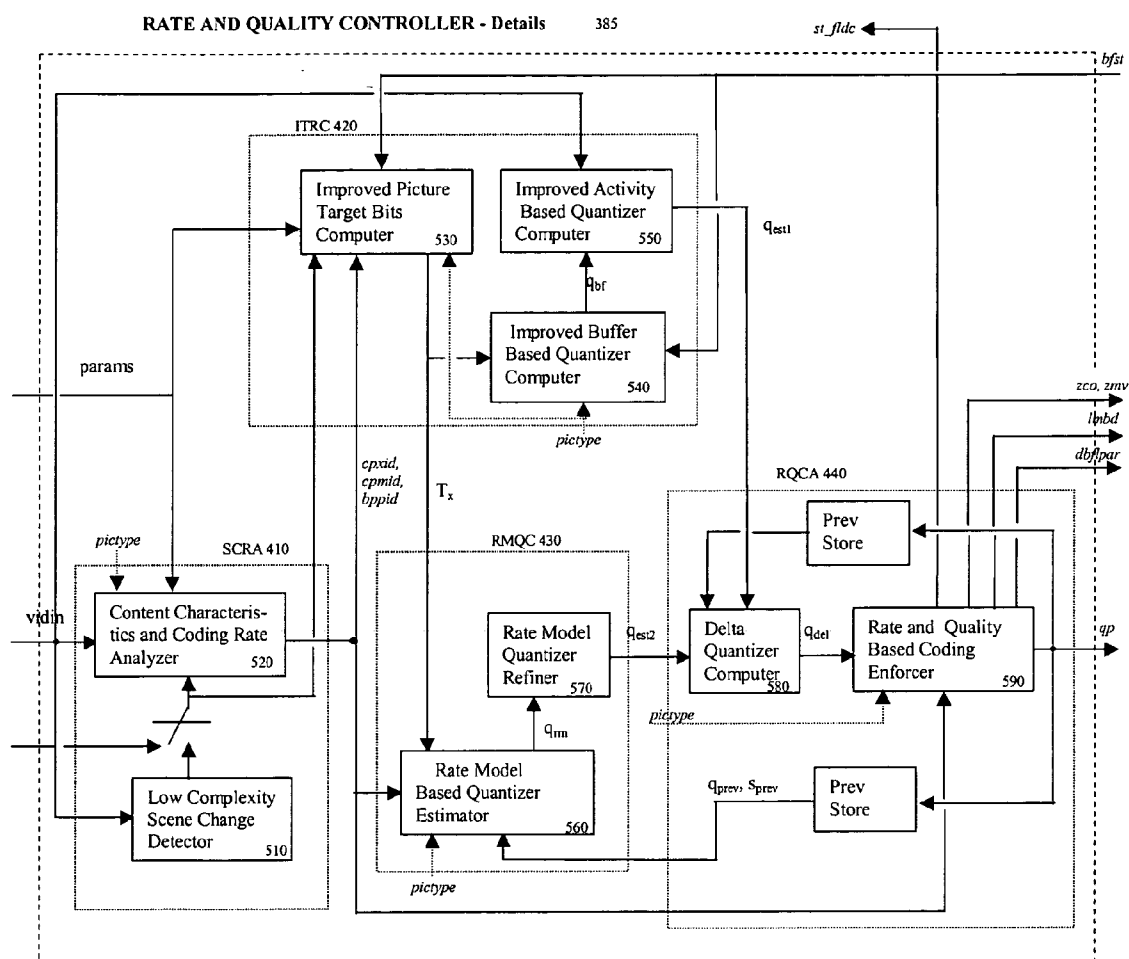 RATE AND QUALITY CONTROLLER - Details 385
st_fldc
bfst
ITRC 420
Improved Picture
Target Bits
Computer
530
Improved Activity
Based Quantizer
Computer
550
qest1
qbf
Improved Buffer
Based Quantizer
Computer
540
pictype
params
zco, zmv
lmbd
dbflpar
cpxid,
cpmid,
bppid
Tx
RQCA 440
Prev
Store
pictype
SCRA 410
RMQC 430
vidin
Content Characteris-
tics and Coding Rate
Analyzer
520
Rate Model
Quantizer
Refiner
570
qest2
Delta
Quantizer
Computer
580
qdel
Rate and Quality
Based Coding
Enforcer
590
qp
pictype
qrm
Rate Model
Based Quantizer
Estimator
560
qprev, sprev
Prev
Store
Low Complexity
Scene Change
Detector
510
pictype